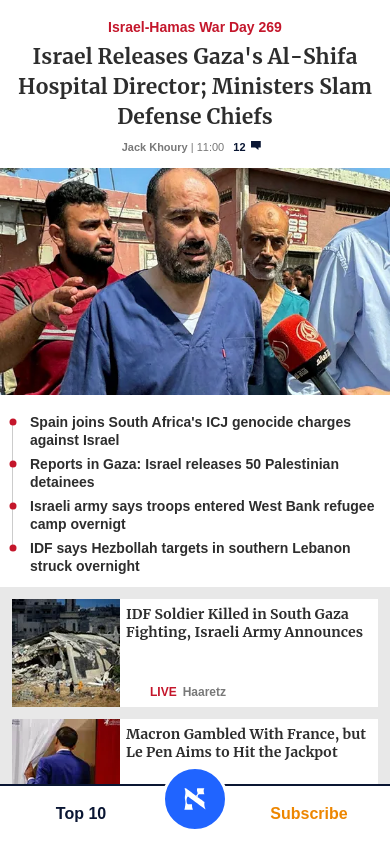 Israel-Hamas War Day 269
Israel Releases Gaza's Al-Shifa
Hospital Director; Ministers Slam
Defense Chiefs
Jack Khoury | 11:00 12
Spain joins South Africa's ICJ genocide charges
against Israel
Reports in Gaza: Israel releases 50 Palestinian
detainees
Israeli army says troops entered West Bank refugee
camp overnigt
IDF says Hezbollah targets in southern Lebanon
struck overnight
IDF Soldier Killed in South Gaza
Fighting, Israeli Army Announces
LIVE Haaretz
Macron Gambled With France, but
Le Pen Aims to Hit the Jackpot
Top 10
Subscribe